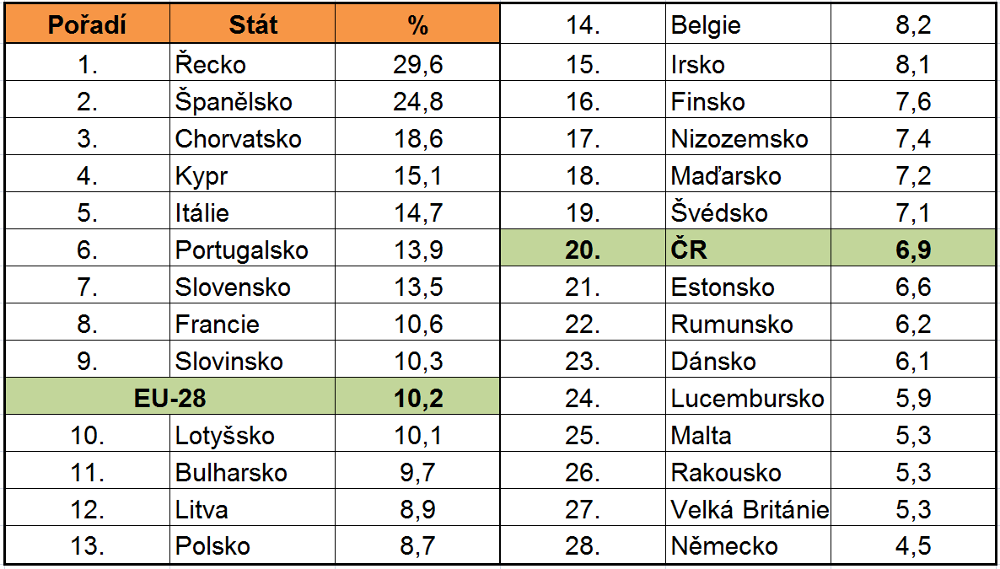 Pořadí Stát %
1. Řecko 29,6
2. Španělsko 24,8
3. Chorvatsko 18,6
4. Kypr 15,1
5. Itálie 14,7
6. Portugalsko 13,9
7. Slovensko 13,5
8. Francie 10,6
9. Slovinsko 10,3
EU-28 10,2
10. Lotyšsko 10,1
11. Bulharsko 9,7
12. Litva 8,9
13. Polsko 8,7
14. Belgie 8,2
15. Irsko 8,1
16. Finsko 7,6
17. Nizozemsko 7,4
18. Maďarsko 7,2
19. Švédsko 7,1
20. ČR 6,9
21. Estonsko 6,6
22. Rumunsko 6,2
23. Dánsko 6,1
24. Lucembursko 5,9
25. Malta 5,3
26. Rakousko 5,3
27. Velká Británie 5,3
28. Německo 4,5